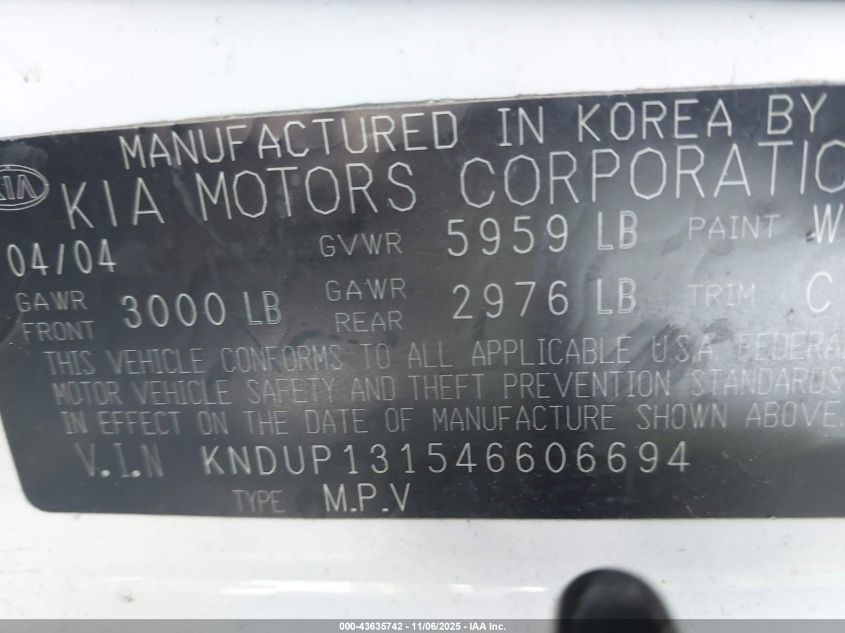 MANUFACTURED IN KOREA BY
KIA KIA MOTORS CORPORATIO
04/04 GVWR 5959 LB PAINT W
GAWR FRONT 3000 LB GAWR REAR 2976 LB TRIM C
THIS VEHICLE CONFORMS TO ALL APPLICABLE U.S.A. FEDERA
MOTOR VEHICLE SAFETY AND THEFT PREVENTION STANDARDS
IN EFFECT ON THE DATE OF MANUFACTURE SHOWN ABOVE.
V.I.N KNDUP131546606694
TYPE M.P.V
000-43635742 - 11/06/2025 - IAA Inc.